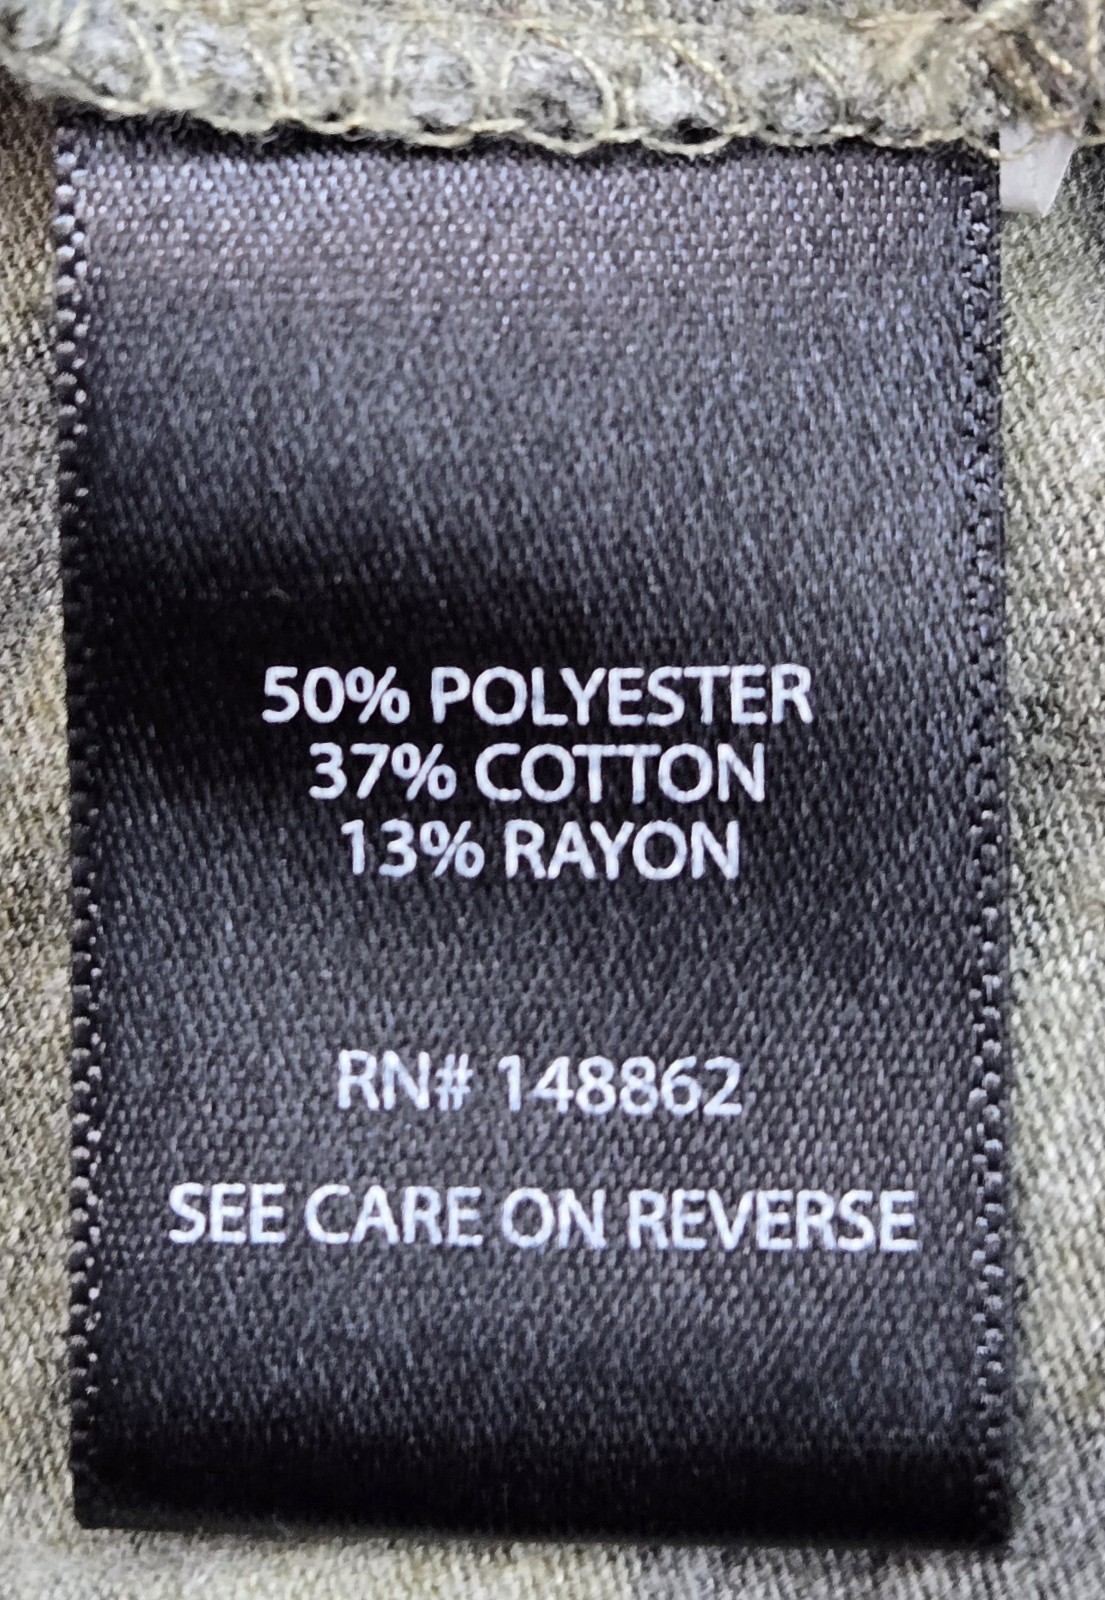 50% POLYESTER
37% COTTON
13% RAYON
RN# 148862
SEE CARE ON REVERSE